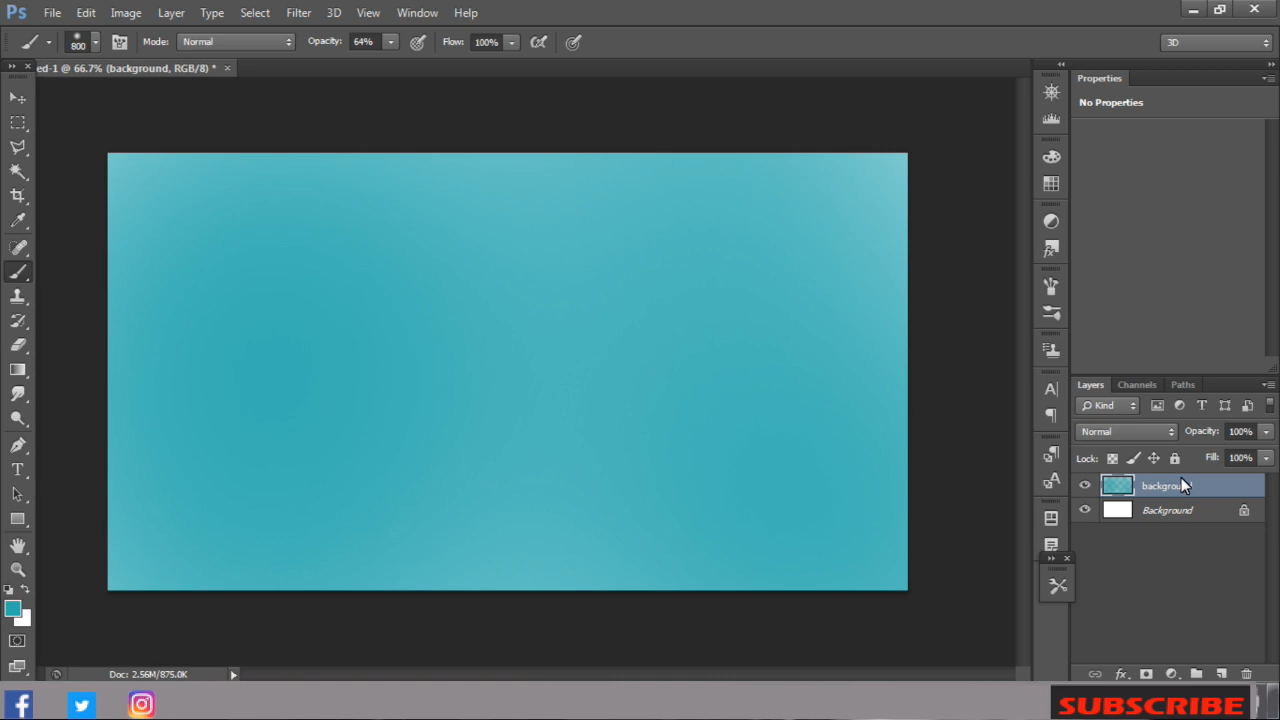 Ps File Edit Image Layer Type Select Filter 3D View Window Help
800 Mode: Normal Opacity: 64% Flow: 100% 3D
ed-1 @ 66.7% (background, RGB/8) * ×
Properties
No Properties
Layers Channels Paths
Kind
Normal Opacity: 100%
Lock: Fill: 100%
background
Background
Doc: 2.56M/875.0K
SUBSCRIBE